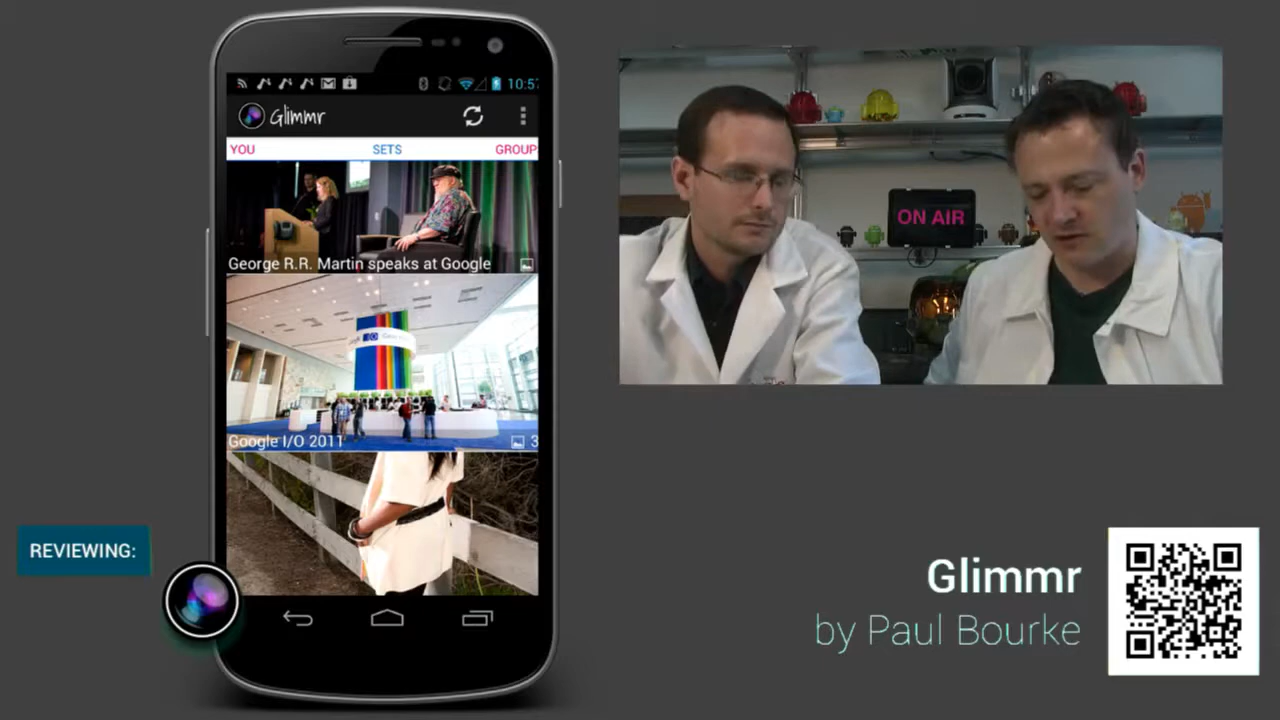 10:57
Glimmr
YOU SETS GROUP
George R.R. Martin speaks at Google
Google I/O 2011 3
ON AIR
REVIEWING:
Glimmr
by Paul Bourke